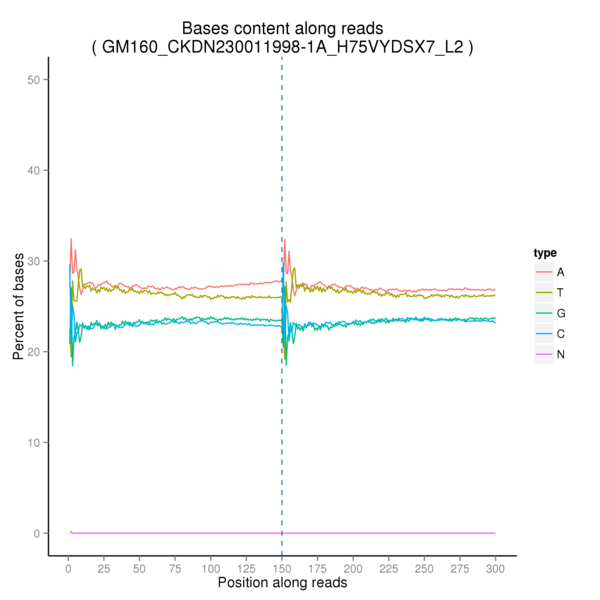 Bases content along reads
( GM160_CKDN230011998-1A_H75VYDSX7_L2 )
50
40
30
20
10
0
Percent of bases
type
A
T
G
C
N
0 25 50 75 100 125 150 175 200 225 250 275 300
Position along reads